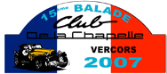 15ème BALADE
Club
De la Chapelle
VERCORS
2007